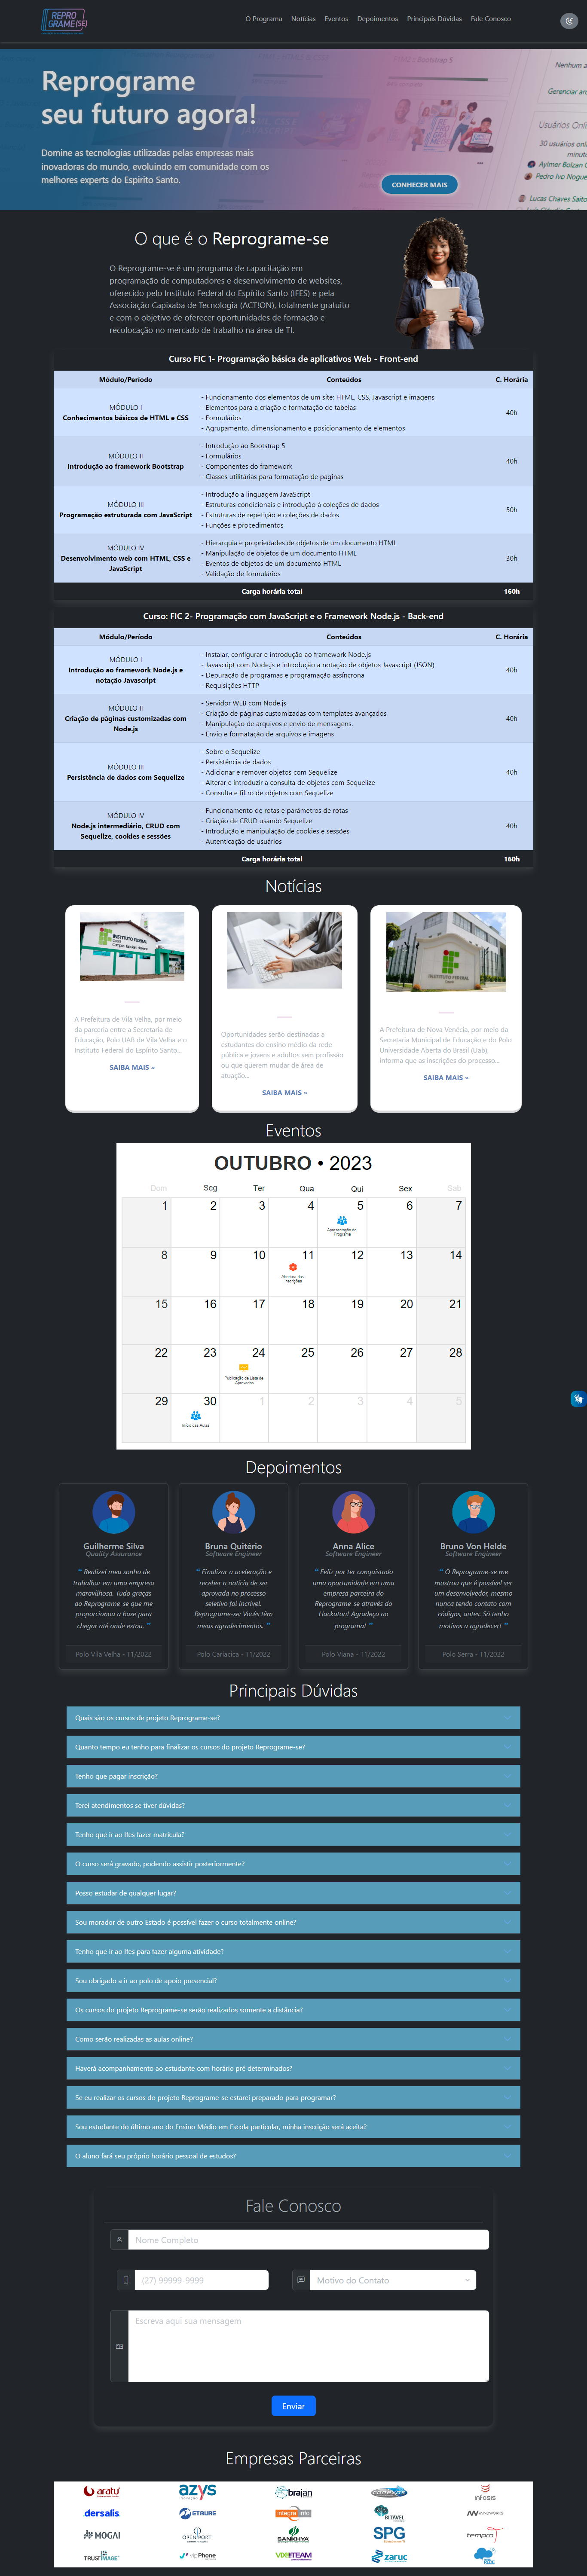 REPRO
GRAME(SE)
O Programa Notícias Eventos Depoimentos Principais Dúvidas Fale Conosco
Reprograme
seu futuro agora!
Domine as tecnologias utilizadas pelas empresas mais
inovadoras do mundo, evoluindo em comunidade com os
melhores experts do Espirito Santo.
CONHECER MAIS
Nenhum a
Gerenciar
Usuários Onli
30 usuários onli
minuto
Aylmer Bolzan
Pedro Ivo Nogue
Lucas Chaves Saito
O que é o Reprograme-se
O Reprograme-se é um programa de capacitação em
programação de computadores e desenvolvimento de websites,
oferecido pelo Instituto Federal do Espírito Santo (IFES) e pela
Associação Capixaba de Tecnologia (ACT!ON), totalmente gratuito
e com o objetivo de oferecer oportunidades de formação e
recolocação no mercado de trabalho na área de TI.
Curso FIC 1- Programação básica de aplicativos Web - Front-end
Módulo/Período Conteúdos C. Horária
MÓDULO I
Conhecimentos básicos de HTML e CSS
- Funcionamento dos elementos de um site: HTML, CSS, Javascript e imagens
- Elementos para a criação e formatação de tabelas
- Formulários
- Agrupamento, dimensionamento e posicionamento de elementos
40h
MÓDULO II
Introdução ao framework Bootstrap
- Introdução ao Bootstrap 5
- Formulários
- Componentes do framework
- Classes utilitárias para formatação de páginas
40h
MÓDULO III
Programação estruturada com JavaScript
- Introdução a linguagem JavaScript
- Estruturas condicionais e introdução à coleções de dados
- Estruturas de repetição e coleções de dados
- Funções e procedimentos
50h
MÓDULO IV
Desenvolvimento web com HTML, CSS e
JavaScript
- Hierarquia e propriedades de objetos de um documento HTML
- Manipulação de objetos de um documento HTML
- Eventos de objetos de um documento HTML
- Validação de formulários
30h
Carga horária total 160h
Curso: FIC 2- Programação com JavaScript e o Framework Node.js - Back-end
Módulo/Período Conteúdos C. Horária
MÓDULO I
Introdução ao framework Node.js e
notação Javascript
- Instalar, configurar e introdução ao framework Node.js
- Javascript com Node.js e introdução a notação de objetos Javascript (JSON)
- Depuração de programas e programação assíncrona
- Requisições HTTP
40h
MÓDULO II
Criação de páginas customizadas com
Node.js
- Servidor WEB com Node.js
- Criação de páginas customizadas com templates avançados
- Manipulação de arquivos e envio de mensagens.
- Envio e formatação de arquivos e imagens
40h
MÓDULO III
Persistência de dados com Sequelize
- Sobre o Sequelize
- Persistência de dados
- Adicionar e remover objetos com Sequelize
- Alterar e introduzir a consulta de objetos com Sequelize
- Consulta e filtro de objetos com Sequelize
40h
MÓDULO IV
Node.js intermediário, CRUD com
Sequelize, cookies e sessões
- Funcionamento de rotas e parâmetros de rotas
- Criação de CRUD usando Sequelize
- Introdução e manipulação de cookies e sessões
- Autenticação de usuários
40h
Carga horária total 160h
Notícias
INSTITUTO FEDERAL
A Prefeitura de Vila Velha, por meio
da parceria entre a Secretaria de
Educação, Polo UAB de Vila Velha e o
Instituto Federal do Espírito Santo...
SAIBA MAIS »
Oportunidades serão destinadas a
estudantes do ensino médio da rede
pública e jovens e adultos sem profissão
ou que querem mudar de área de
atuação...
SAIBA MAIS »
INSTITUTO FEDERAL
A Prefeitura de Nova Venécia, por meio da
Secretaria Municipal de Educação e do Polo
Universidade Aberta do Brasil (Uab),
informa que as inscrições do processo...
SAIBA MAIS »
Eventos
OUTUBRO • 2023
Dom Seg Ter Qua Qui Sex Sab
1 2 3 4 5 6 7
Apresentação do
Programa
8 9 10 11 12 13 14
Abertura das
Inscrições
15 16 17 18 19 20 21
22 23 24 25 26 27 28
Publicação da Lista de
Aprovados
29 30 1 2 3 4 5
Início das Aulas
Depoimentos
Guilherme Silva
Quality Assurance
“ Realizei meu sonho de
trabalhar em uma empresa
maravilhosa. Tudo graças
ao Reprograme-se que me
proporcionou a base para
chegar até onde estou. ”
Polo Vila Velha - T1/2022
Bruna Quitério
Software Engineer
“ Finalizar a aceleração e
receber a notícia de ser
aprovada no processo
seletivo foi incrível.
Reprograme-se: Vocês têm
meus agradecimentos. ”
Polo Cariacica - T1/2022
Anna Alice
Software Engineer
“ Feliz por ter conquistado
uma oportunidade em uma
empresa parceira do
Reprograme-se através do
Hackaton! Agradeço ao
programa! ”
Polo Viana - T1/2022
Bruno Von Helde
Software Engineer
“ O Reprograme-se me
mostrou que é possível ser
um desenvolvedor, mesmo
nunca tendo contato com
códigos, antes. Só tenho
motivos a agradecer! ”
Polo Serra - T1/2022
Principais Dúvidas
Quais são os cursos de projeto Reprograme-se?
Quanto tempo eu tenho para finalizar os cursos do projeto Reprograme-se?
Tenho que pagar inscrição?
Terei atendimentos se tiver dúvidas?
Tenho que ir ao Ifes fazer matrícula?
O curso será gravado, podendo assistir posteriormente?
Posso estudar de qualquer lugar?
Sou morador de outro Estado é possível fazer o curso totalmente online?
Tenho que ir ao Ifes para fazer alguma atividade?
Sou obrigado a ir ao polo de apoio presencial?
Os cursos do projeto Reprograme-se serão realizados somente a distância?
Como serão realizadas as aulas online?
Haverá acompanhamento ao estudante com horário pré determinados?
Se eu realizar os cursos do projeto Reprograme-se estarei preparado para programar?
Sou estudante do último ano do Ensino Médio em Escola particular, minha inscrição será aceita?
O aluno fará seu próprio horário pessoal de estudos?
Fale Conosco
Nome Completo
(27) 99999-9999
Motivo do Contato
Escreva aqui sua mensagem
Enviar
Empresas Parceiras
aratu azys brajan infosis
dersalis. ETAURE integra info BITÁVEL
MOGAI OPENPORT BANKHYA SPG tempro
TRUSTIMAGE vipPhone VIXITEAM zaruc